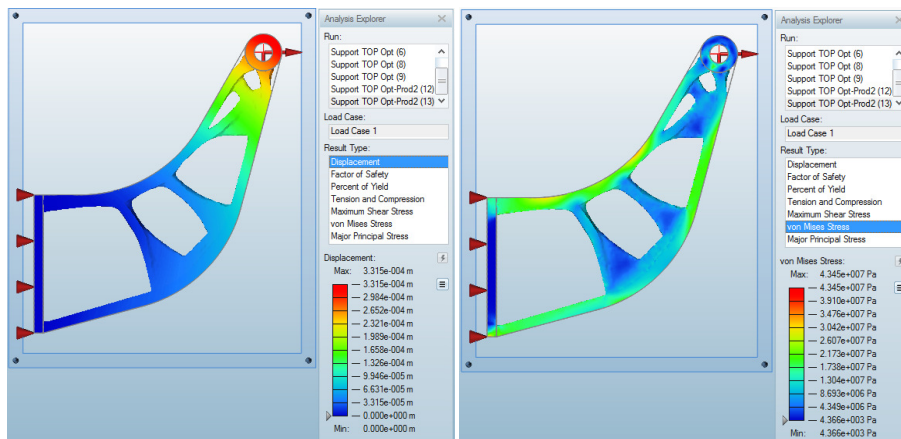 Analysis Explorer
Run:
Support TOP Opt (6)
Support TOP Opt (8)
Support TOP Opt (9)
Support TOP Opt-Prod2 (12)
Support TOP Opt-Prod2 (13)
Load Case:
Load Case 1
Result Type:
Displacement
Factor of Safety
Percent of Yield
Tension and Compression
Maximum Shear Stress
von Mises Stress
Major Principal Stress
Displacement:
Max: 3.315e-004 m
3.315e-004 m
2.984e-004 m
2.652e-004 m
2.321e-004 m
1.989e-004 m
1.658e-004 m
1.326e-004 m
9.946e-005 m
6.631e-005 m
3.315e-005 m
0.000e+000 m
Min: 0.000e+000 m
Analysis Explorer
Run:
Support TOP Opt (6)
Support TOP Opt (8)
Support TOP Opt (9)
Support TOP Opt-Prod2 (12)
Support TOP Opt-Prod2 (13)
Load Case:
Load Case 1
Result Type:
Displacement
Factor of Safety
Percent of Yield
Tension and Compression
Maximum Shear Stress
von Mises Stress
Major Principal Stress
von Mises Stress:
Max: 4.345e+007 Pa
4.345e+007 Pa
3.910e+007 Pa
3.476e+007 Pa
3.042e+007 Pa
2.607e+007 Pa
2.173e+007 Pa
1.738e+007 Pa
1.304e+007 Pa
8.693e+006 Pa
4.349e+006 Pa
4.366e+003 Pa
Min: 4.366e+003 Pa